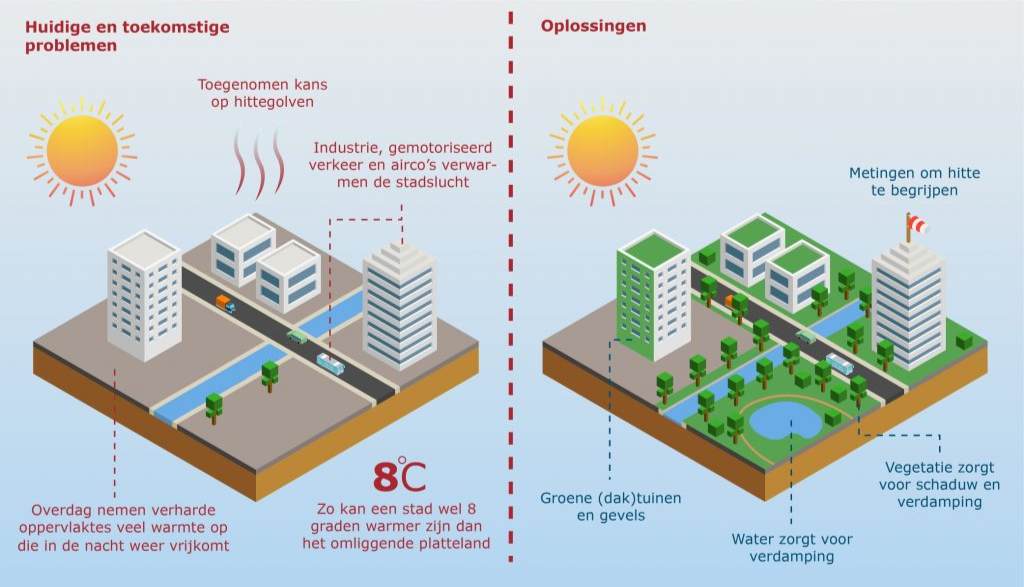 Huidige en toekomstige
problemen
Toegenomen kans
op hittegolven
Industrie, gemotoriseerd
verkeer en airco's verwar-
men de stadslucht
Overdag nemen verharde
oppervlaktes veel warmte op
die in de nacht weer vrijkomt
8°C
Zo kan een stad wel 8
graden warmer zijn dan
het omliggende platteland
Oplossingen
Metingen om hitte
te begrijpen
Groene (dak)tuinen
en gevels
Water zorgt voor
verdamping
Vegetatie zorgt
voor schaduw en
verdamping